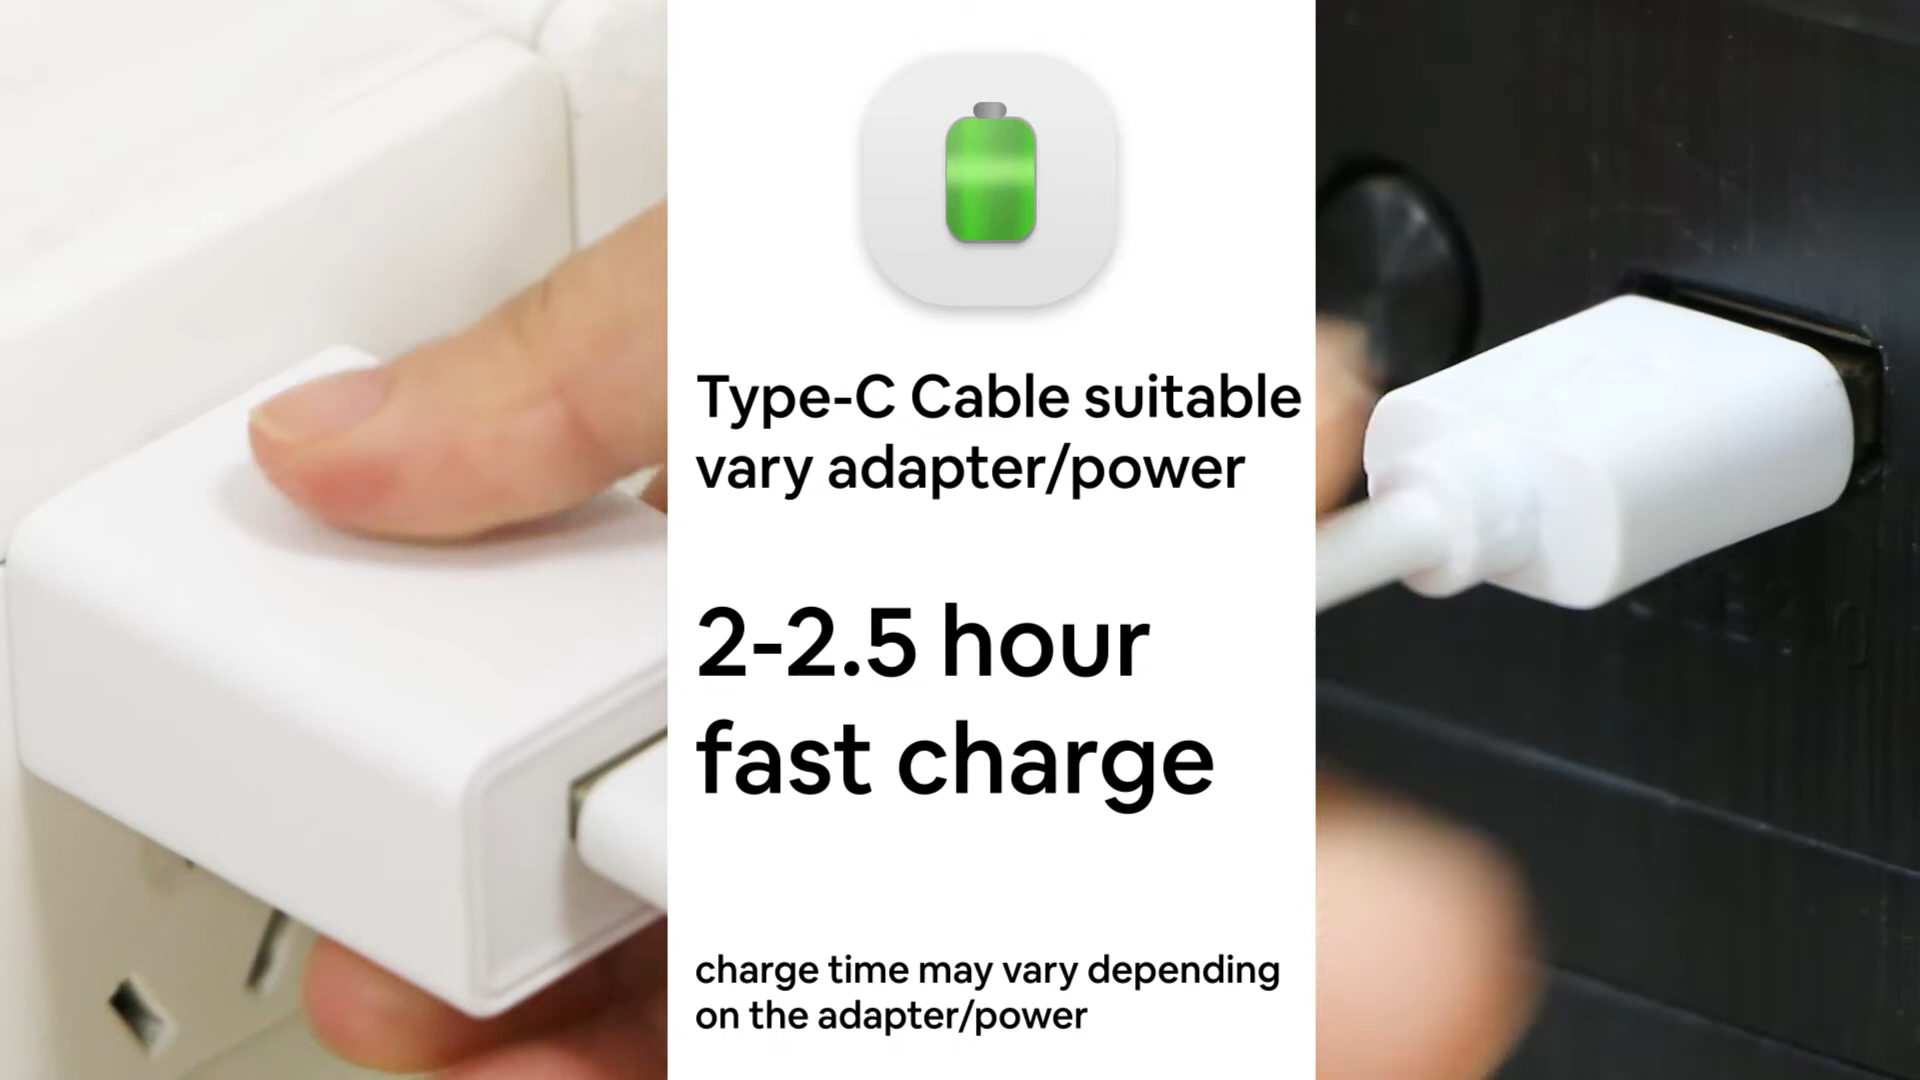 Type-C Cable suitable
vary adapter/power
2-2.5 hour
fast charge
charge time may vary depending
on the adapter/power